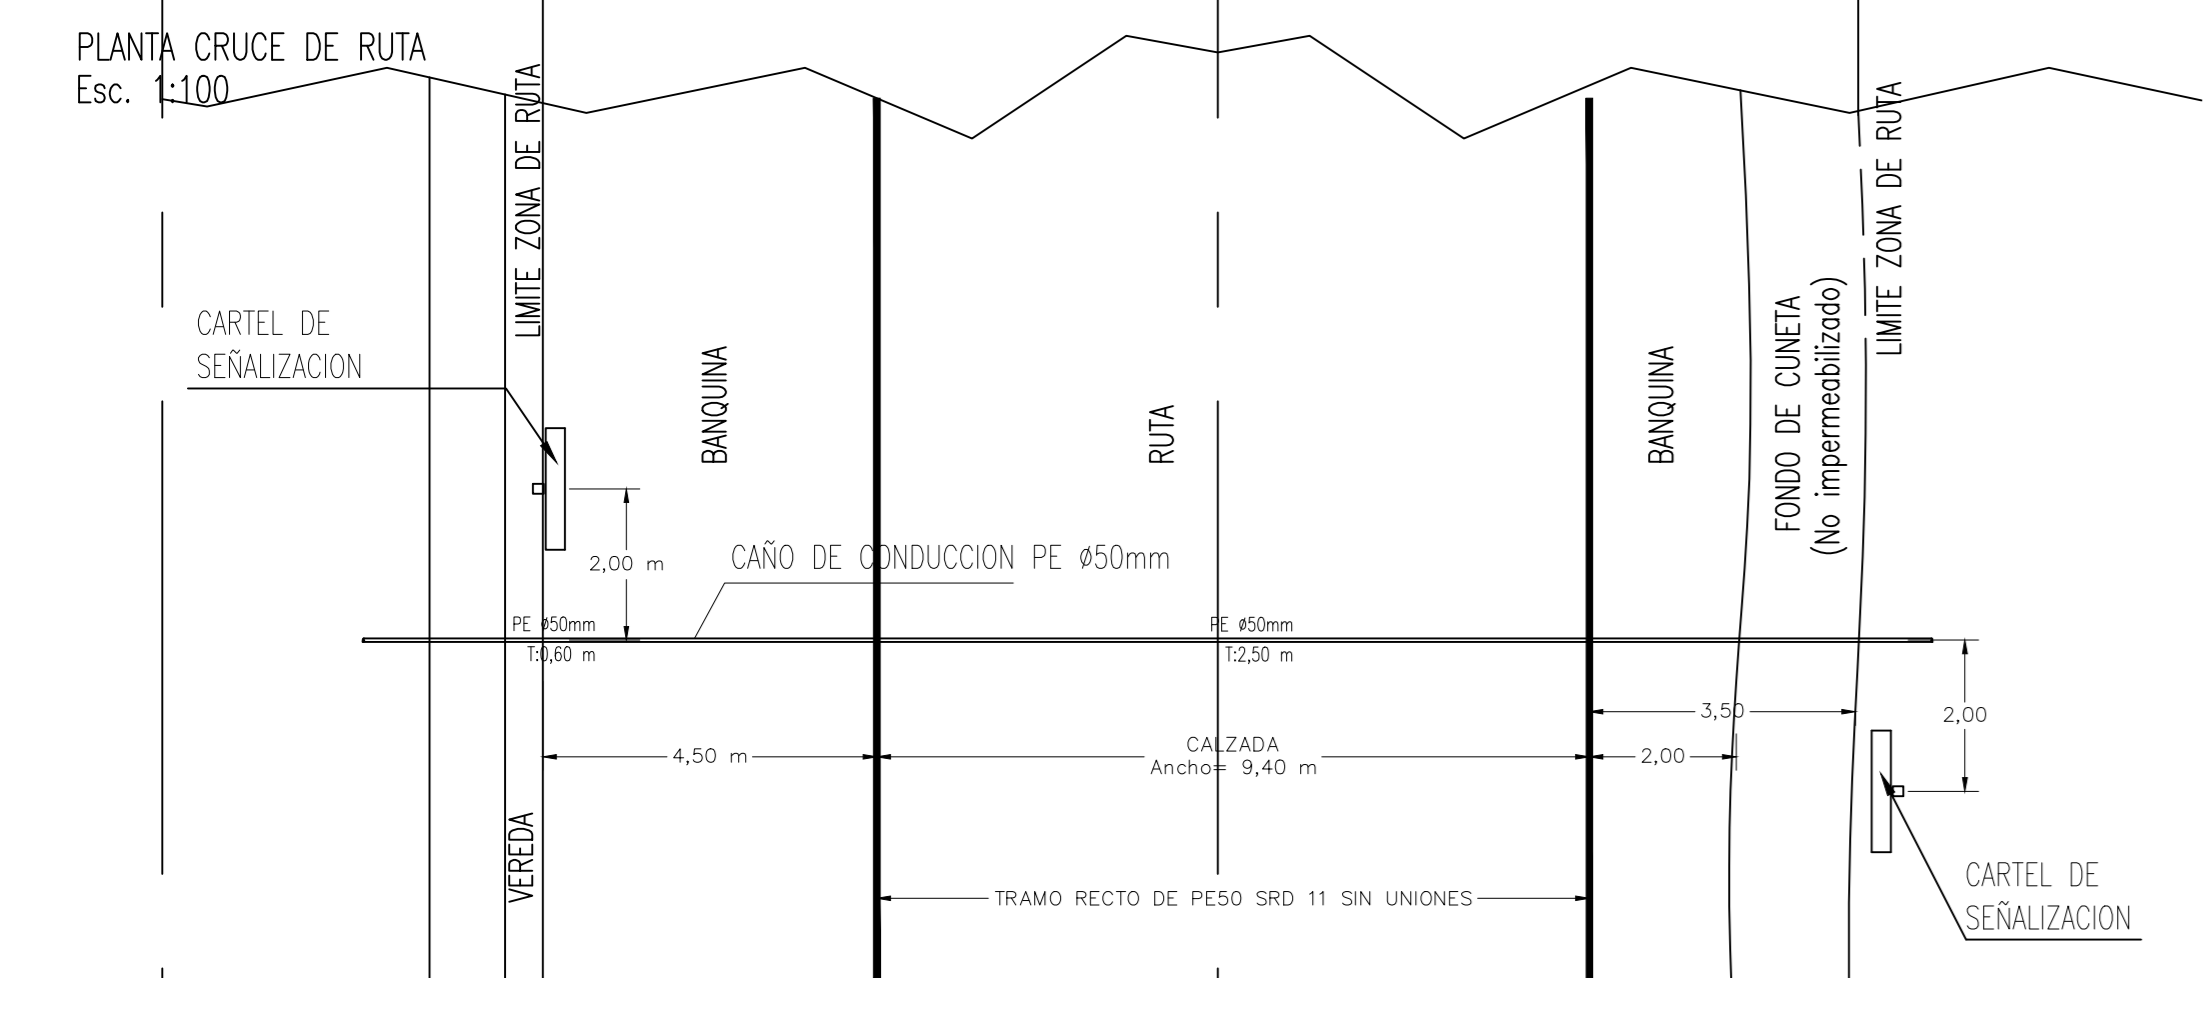 PLANTA CRUCE DE RUTA
Esc. 1:100
LIMITE ZONA DE RUTA
LIMITE ZONA DE RUTA
CARTEL DE
SEÑALIZACION
BANQUINA
RUTA
BANQUINA
FONDO DE CUNETA
(No impermeabilizado)
2,00 m
CAÑO DE CONDUCCION PE Ø50mm
PE Ø50mm
T:0,60 m
PE Ø50mm
T:2,50 m
3,50
2,00
4,50 m
CALZADA
Ancho= 9,40 m
2,00
VEREDA
TRAMO RECTO DE PE50 SRD 11 SIN UNIONES
CARTEL DE
SEÑALIZACION